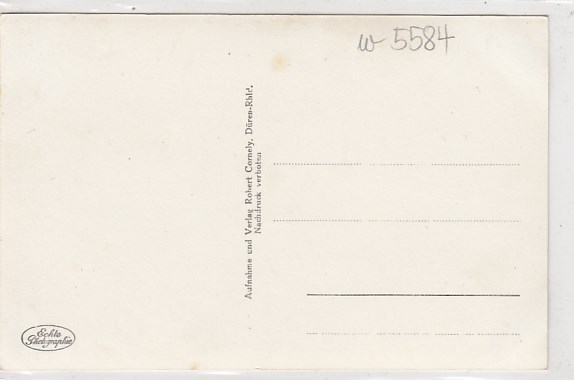 w 5584
Aufnahme und Verlag Robert Cornely, Düren-Rhld.
Nachdruck verboten
Echte
Photographie